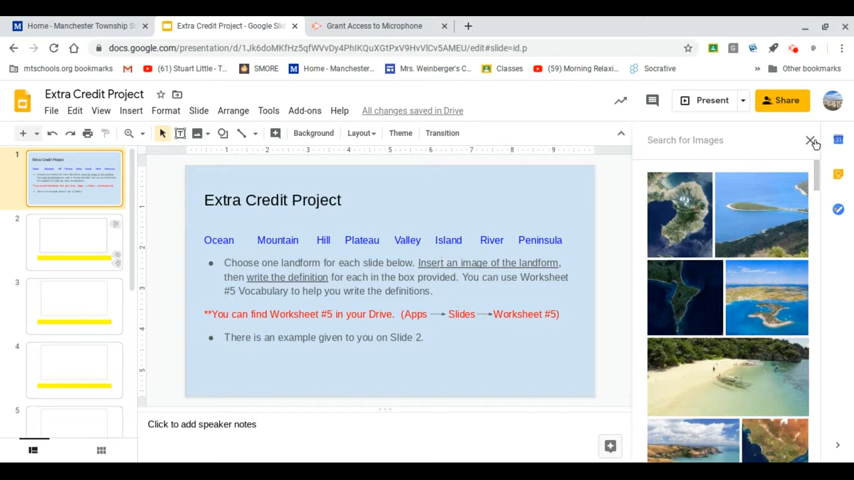 Home - Manchester Township Sc
Extra Credit Project - Google Slid
Grant Access to Microphone
docs.google.com/presentation/d/1Jk6doMKfHz5qfWVvDy4PhIKQuXGtPxV9HvVlCv5AMEU/edit#slide=id.p
mtschools.org bookmarks
(61) Stuart Little - T...
SMORE
Home - Manchester...
Mrs. Weinberger's C...
Classes
(59) Morning Relaxi...
Socrative
Other bookmarks
Extra Credit Project
File Edit View Insert Format Slide Arrange Tools Add-ons Help All changes saved in Drive
Present
Share
Background Layout Theme Transition
Search for Images
Extra Credit Project
Ocean Mountain Hill Plateau Valley Island River Peninsula
● Choose one landform for each slide below. Insert an image of the landform,
then write the definition for each in the box provided. You can use Worksheet
#5 Vocabulary to help you write the definitions.
**You can find Worksheet #5 in your Drive. (Apps → Slides → Worksheet #5)
● There is an example given to you on Slide 2.
Click to add speaker notes
1
2
3
4
5